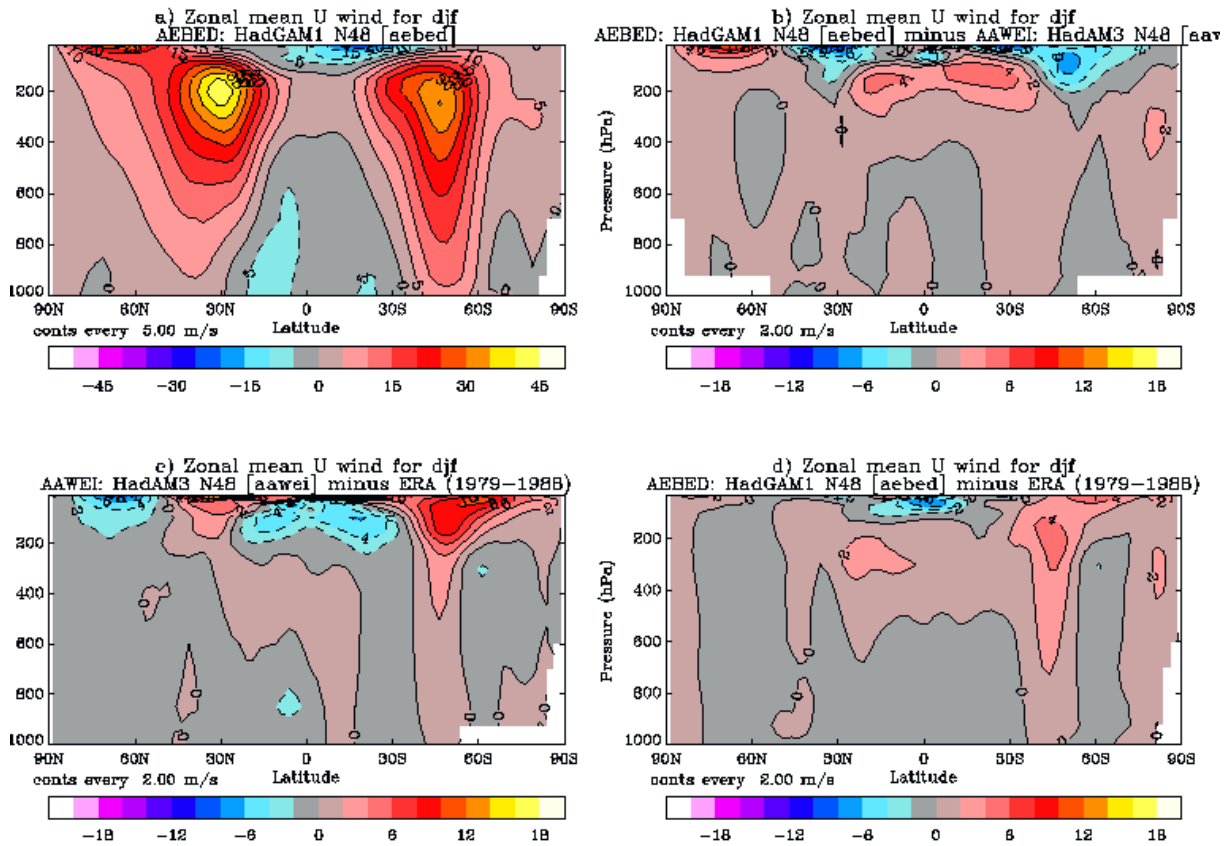 a) Zonal mean U wind for djf
AEBED: HadGAM1 N48 [aebed]
200
400
600
800
1000
90N 60N 30N 0 30S 60S 90S
conts every 5.00 m/s
Latitude
-45 -30 -15 0 15 30 45
b) Zonal mean U wind for djf
AEBED: HadGAM1 N48 [aebed] minus AAWEI: HadAM3 N48 [aaw
Pressure (hPa)
200
400
600
800
1000
90N 60N 30N 0 30S 60S 90S
conts every 2.00 m/s
Latitude
-18 -12 -6 0 6 12 18
c) Zonal mean U wind for djf
AAWEI: HadAM3 N48 [aawei] minus ERA (1979-1988)
200
400
600
800
1000
90N 60N 30N 0 30S 60S 90S
conts every 2.00 m/s
Latitude
-18 -12 -6 0 6 12 18
d) Zonal mean U wind for djf
AEBED: HadGAM1 N48 [aebed] minus ERA (1979-1988)
Pressure (hPa)
200
400
600
800
1000
90N 60N 30N 0 30S 60S 90S
conts every 2.00 m/s
Latitude
-18 -12 -6 0 6 12 18